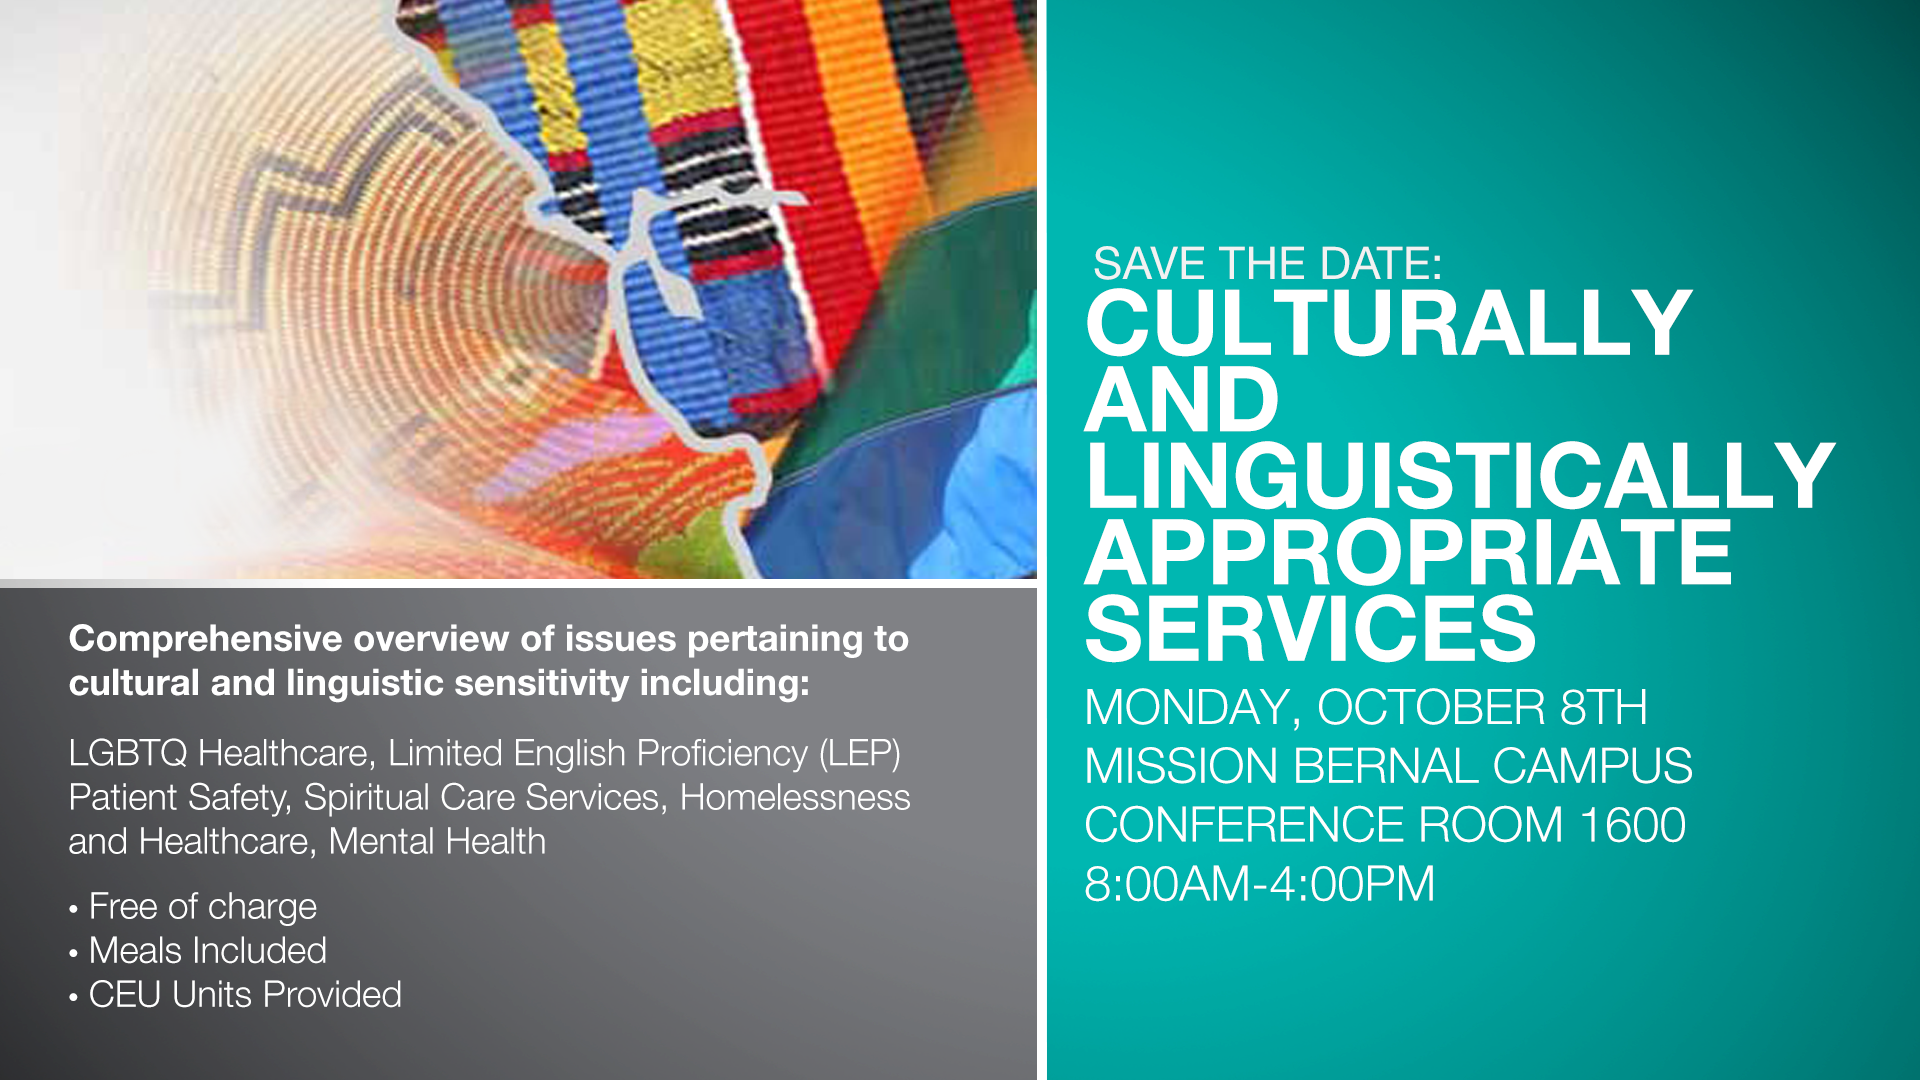 SAVE THE DATE:
CULTURALLY
AND
LINGUISTICALLY
APPROPRIATE
SERVICES
MONDAY, OCTOBER 8TH
MISSION BERNAL CAMPUS
CONFERENCE ROOM 1600
8:00AM-4:00PM
Comprehensive overview of issues pertaining to
cultural and linguistic sensitivity including:
LGBTQ Healthcare, Limited English Proficiency (LEP)
Patient Safety, Spiritual Care Services, Homelessness
and Healthcare, Mental Health
• Free of charge
• Meals Included
• CEU Units Provided